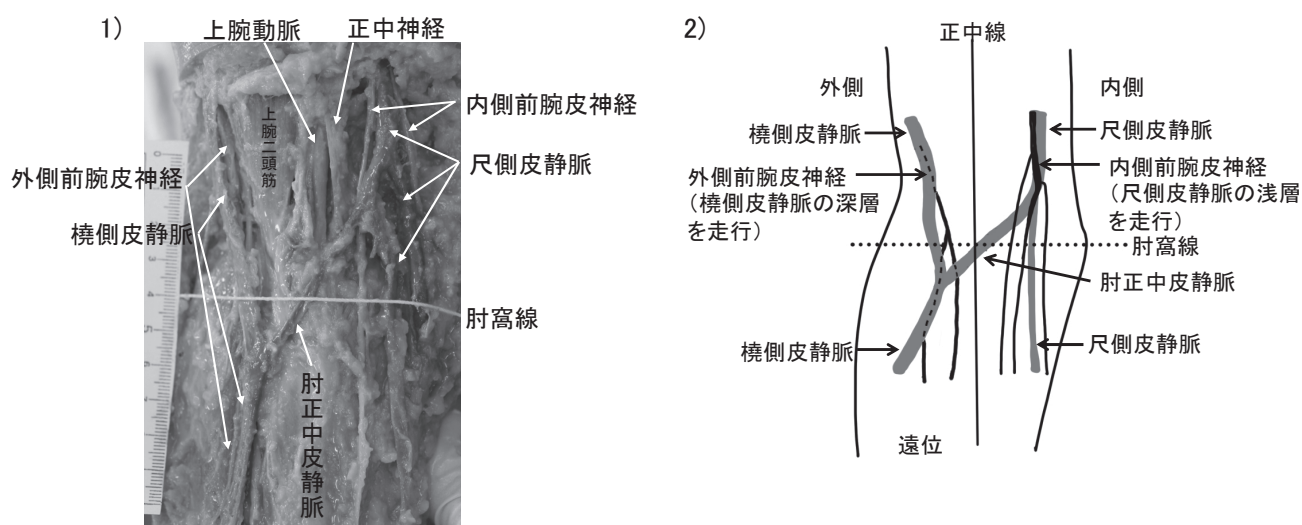 1)
上腕動脈
正中神経
上腕二頭筋
内側前腕皮神経
尺側皮静脈
外側前腕皮神経
橈側皮静脈
肘窩線
肘正中皮静脈
2)
正中線
外側
内側
橈側皮静脈
尺側皮静脈
外側前腕皮神経
(橈側皮静脈の深層
を走行)
内側前腕皮神経
(尺側皮静脈の浅層
を走行)
肘窩線
肘正中皮静脈
橈側皮静脈
尺側皮静脈
遠位